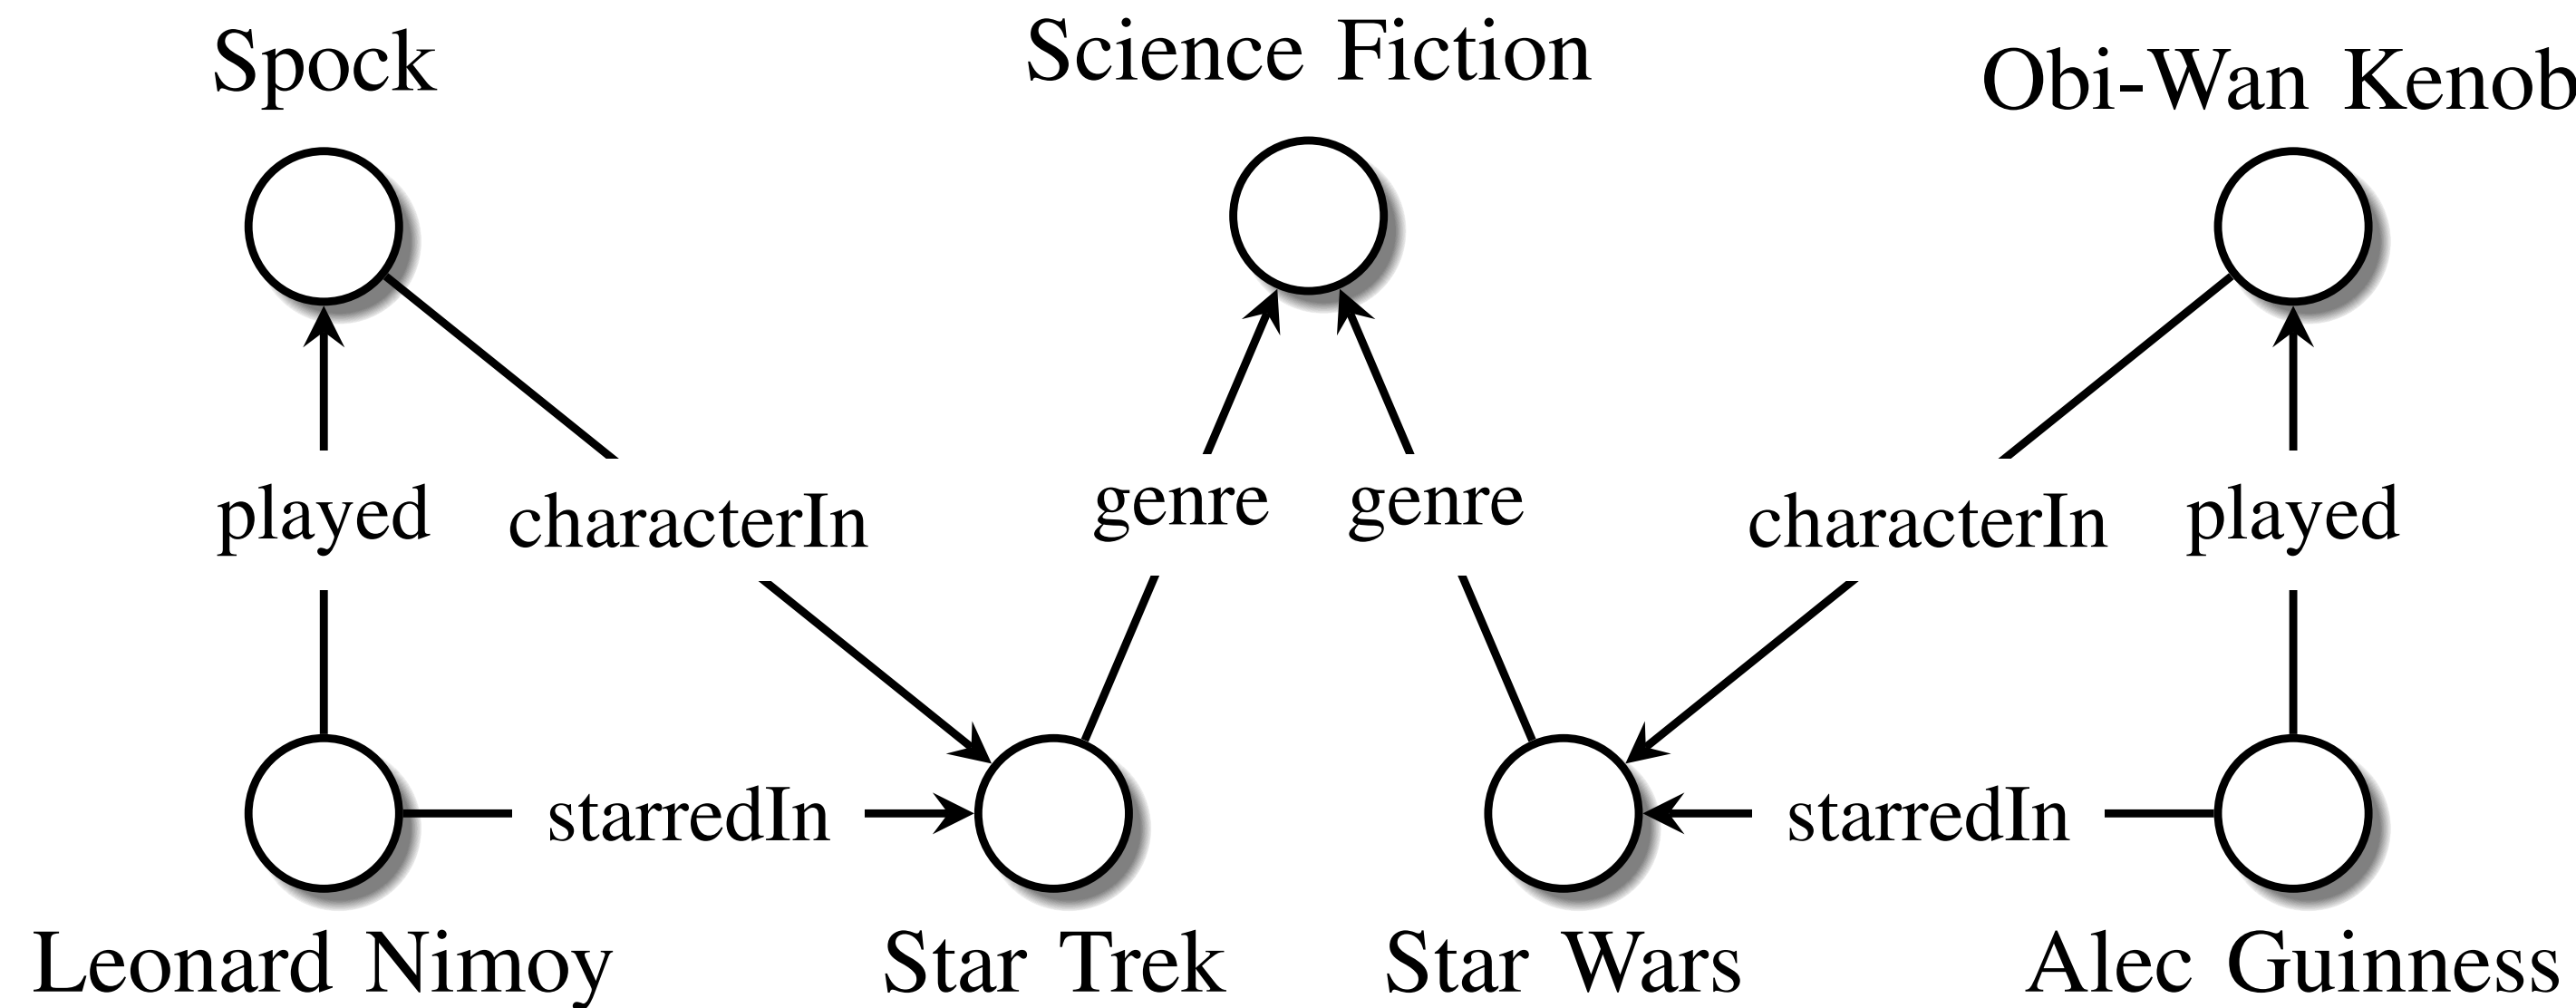 Spock
Science Fiction
Obi-Wan Kenob
played
characterIn
genre
genre
characterIn
played
starredIn
starredIn
Leonard Nimoy
Star Trek
Star Wars
Alec Guinness